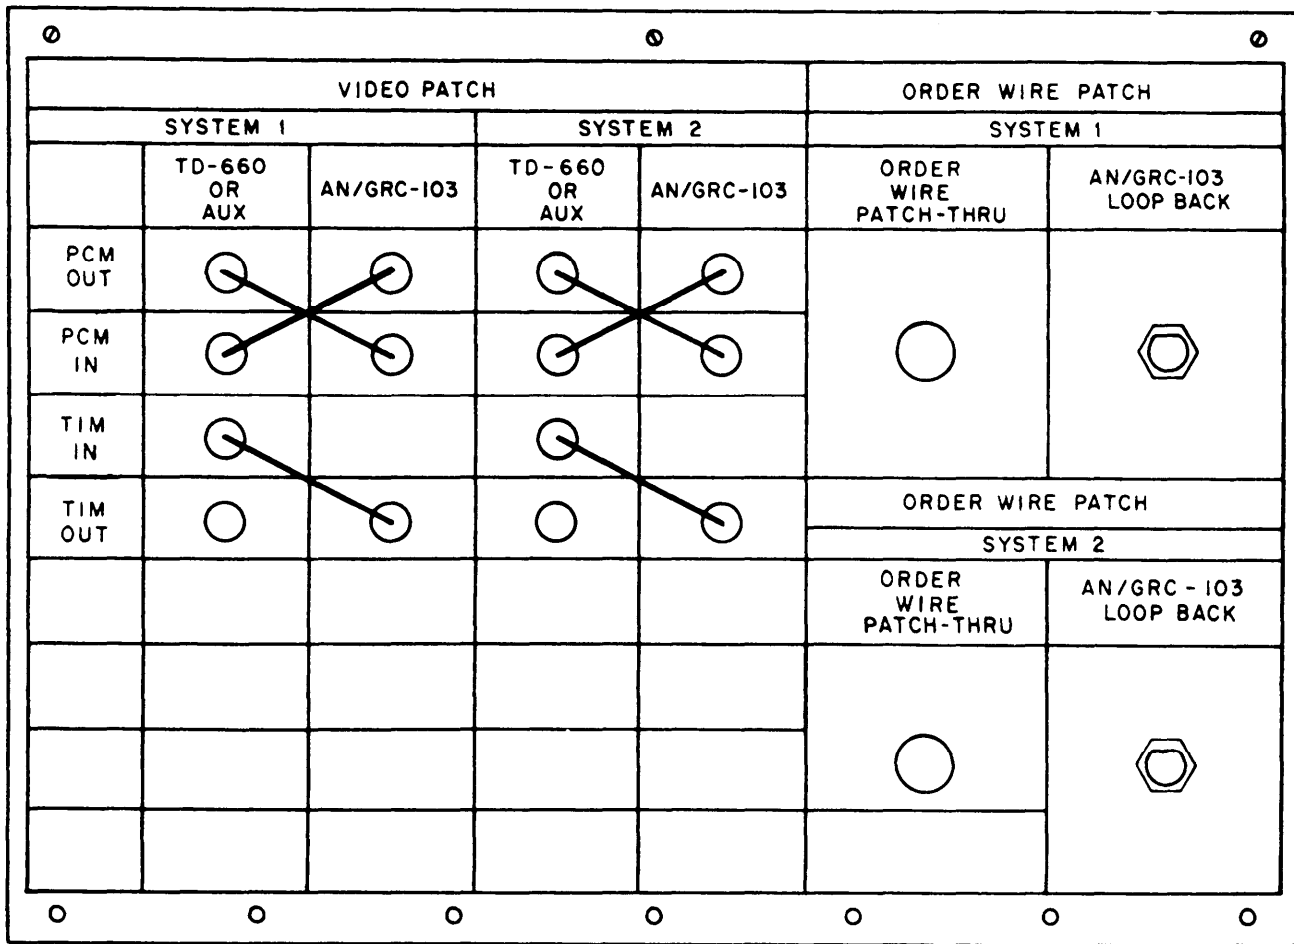 VIDEO PATCH
ORDER WIRE PATCH
SYSTEM 1
SYSTEM 2
SYSTEM 1
TD-660
OR
AUX
AN/GRC-103
TD-660
OR
AUX
AN/GRC-103
ORDER
WIRE
PATCH-THRU
AN/GRC-103
LOOP BACK
PCM
OUT
PCM
IN
TIM
IN
TIM
OUT
ORDER WIRE PATCH
SYSTEM 2
ORDER
WIRE
PATCH-THRU
AN/GRC-103
LOOP BACK